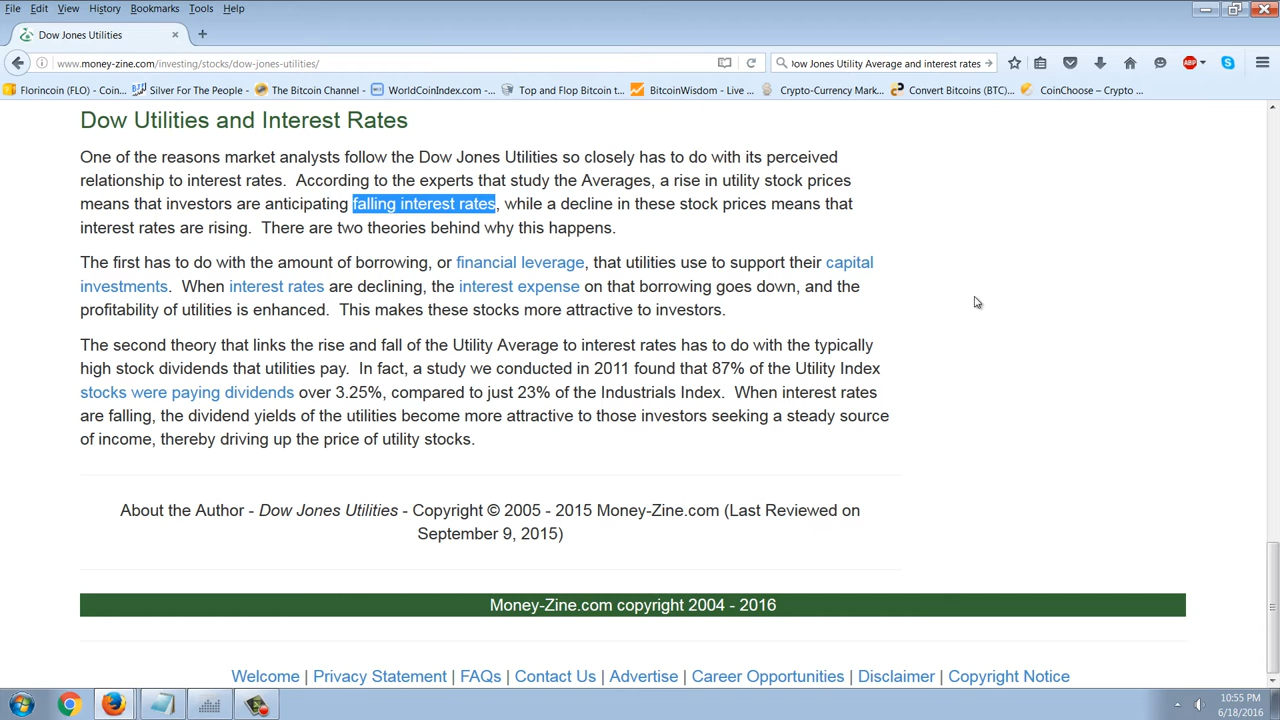 File Edit View History Bookmarks Tools Help
Dow Jones Utilities
www.money-zine.com/investing/stocks/dow-jones-utilities/
ow Jones Utility Average and interest rates
ABP
Florincoin (FLO) - Coin...
Silver For The People -
The Bitcoin Channel -
WorldCoinIndex.com -...
Top and Flop Bitcoin t...
BitcoinWisdom - Live ...
Crypto-Currency Mark...
Convert Bitcoins (BTC)...
CoinChoose – Crypto ...
Dow Utilities and Interest Rates
One of the reasons market analysts follow the Dow Jones Utilities so closely has to do with its perceived
relationship to interest rates. According to the experts that study the Averages, a rise in utility stock prices
means that investors are anticipating falling interest rates, while a decline in these stock prices means that
interest rates are rising. There are two theories behind why this happens.
The first has to do with the amount of borrowing, or financial leverage, that utilities use to support their capital
investments. When interest rates are declining, the interest expense on that borrowing goes down, and the
profitability of utilities is enhanced. This makes these stocks more attractive to investors.
The second theory that links the rise and fall of the Utility Average to interest rates has to do with the typically
high stock dividends that utilities pay. In fact, a study we conducted in 2011 found that 87% of the Utility Index
stocks were paying dividends over 3.25%, compared to just 23% of the Industrials Index. When interest rates
are falling, the dividend yields of the utilities become more attractive to those investors seeking a steady source
of income, thereby driving up the price of utility stocks.
About the Author - Dow Jones Utilities - Copyright © 2005 - 2015 Money-Zine.com (Last Reviewed on
September 9, 2015)
Money-Zine.com copyright 2004 - 2016
Welcome | Privacy Statement | FAQs | Contact Us | Advertise | Career Opportunities | Disclaimer | Copyright Notice
10:55 PM
6/18/2016